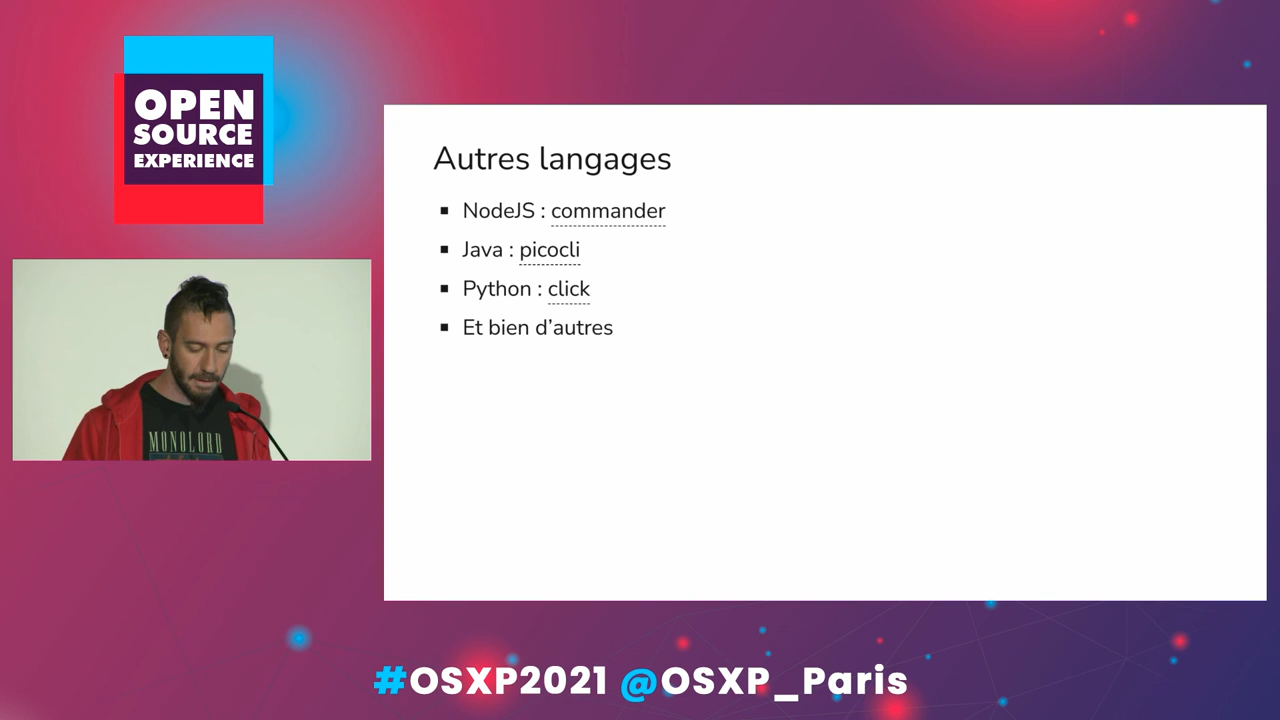 OPEN
SOURCE
EXPERIENCE
Autres langages
NodeJS : commander
Java : picocli
Python : click
Et bien d’autres
MONOLORD
#OSXP2021 @OSXP_Paris